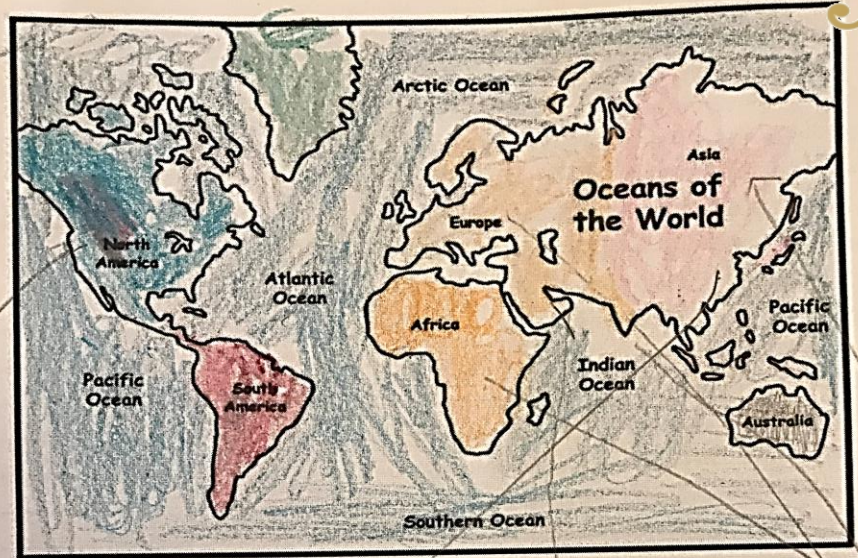 Arctic Ocean
Asia
Oceans of
the World
Europe
North
America
Atlantic
Ocean
Africa
Pacific
Ocean
Indian
Ocean
Pacific
Ocean
South
America
Australia
Southern Ocean